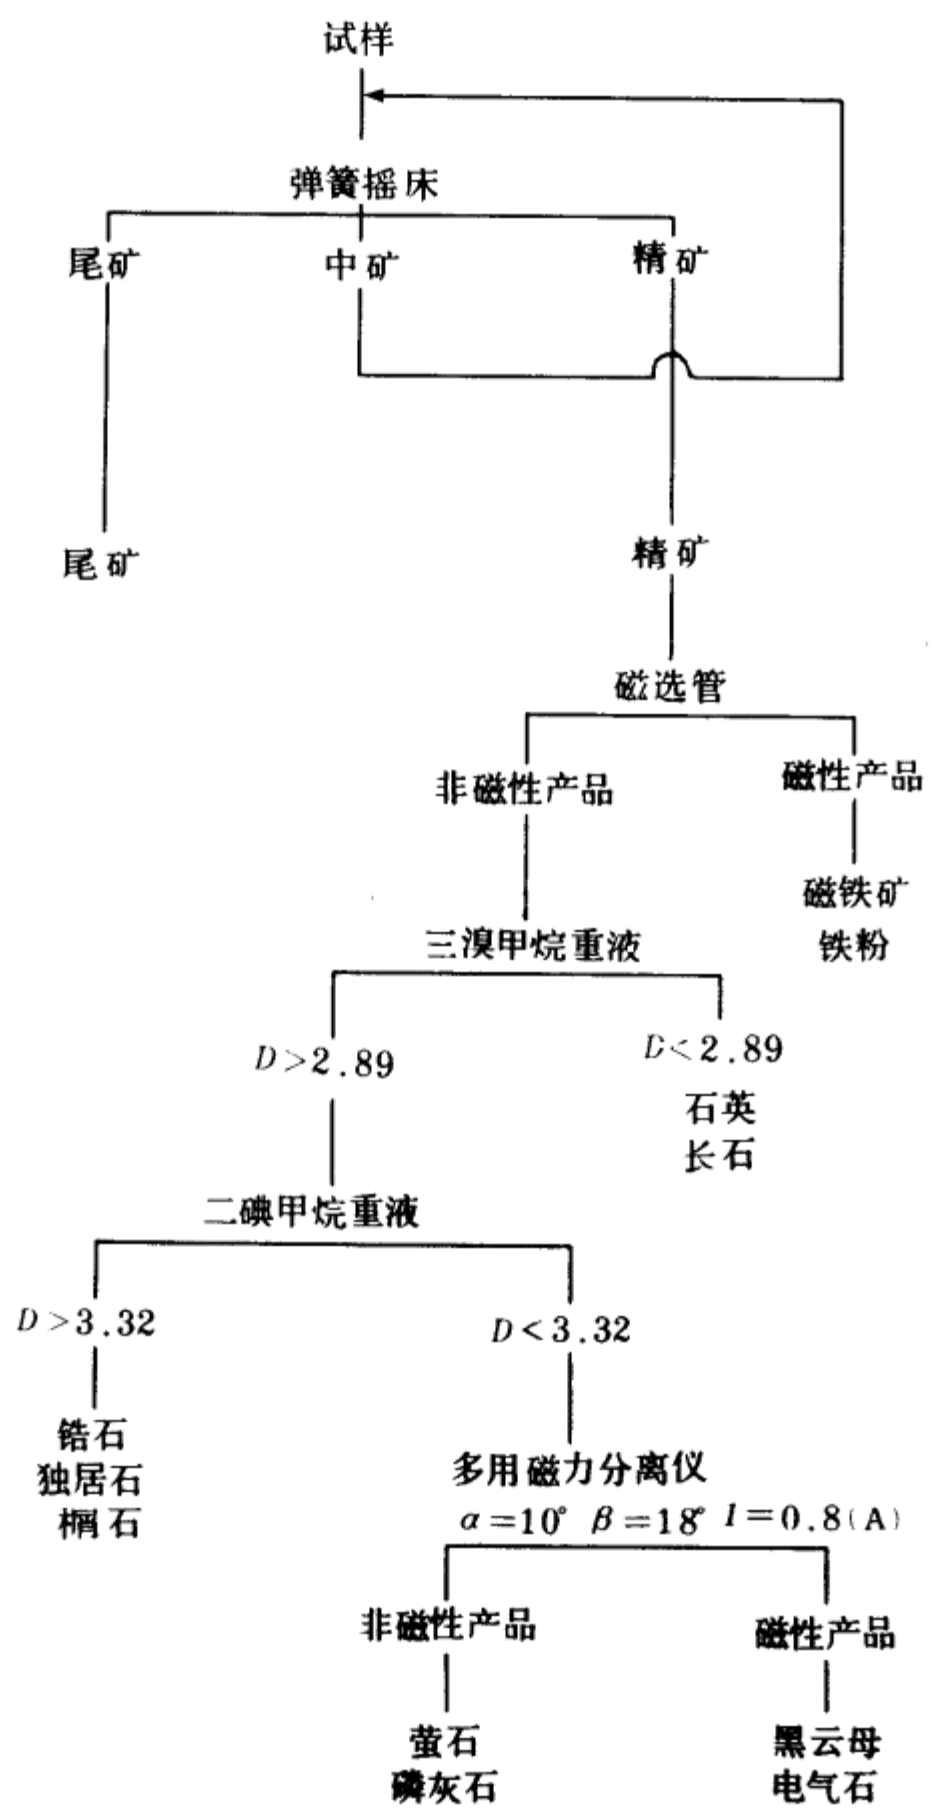 试样
弹簧摇床
尾矿
中矿
精矿
尾矿
精矿
磁选管
非磁性产品
磁性产品
磁铁矿
铁粉
三溴甲烷重液
D>2.89
D<2.89
石英
长石
二碘甲烷重液
D>3.32
D<3.32
锆石
独居石
榍石
多用磁力分离仪
α=10° β=18° I=0.8(A)
非磁性产品
磁性产品
萤石
磷灰石
黑云母
电气石